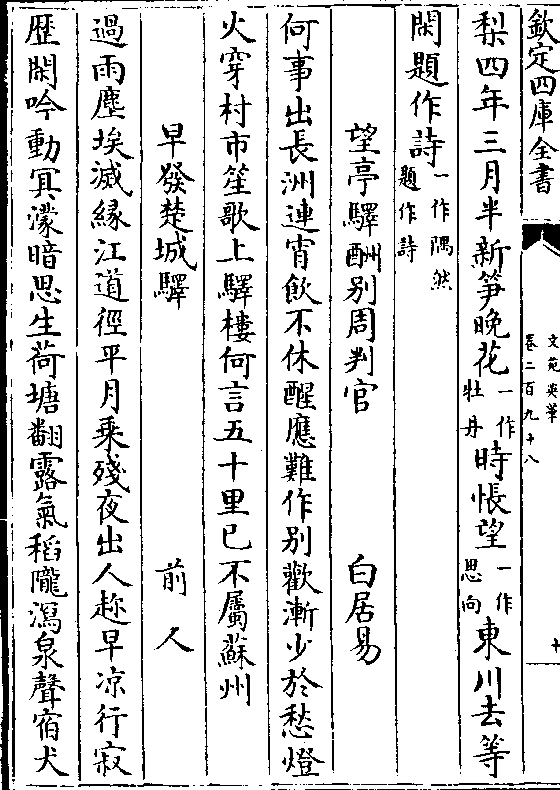 欽定四庫全書
文苑英華
卷二百九十八
十
梨四年三月半新筍晚花一作牡丹時悵望一作思向東川去等
閑題作詩一作隅然題作詩
望亭驛酬別周判官 白居易
何事出長洲連宵飲不休醒應難作別歡漸少於愁燈
火穿村市笙歌上驛樓何言五十里已不屬蘇州
早發楚城驛 前人
過雨塵埃滅緣江道徑平月乗殘夜出人趂早凉行寂
歴閑吟動冥濛暗思生荷塘翻露氣稻隴瀉泉聲宿犬